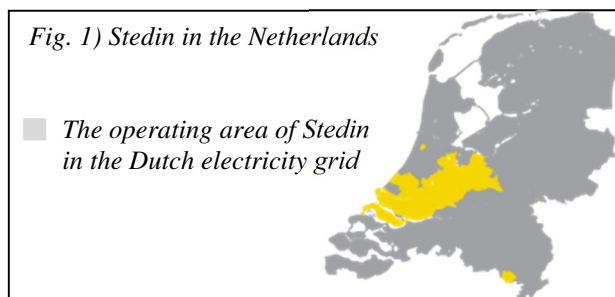 Fig. 1) Stedin in the Netherlands
The operating area of Stedin
in the Dutch electricity grid